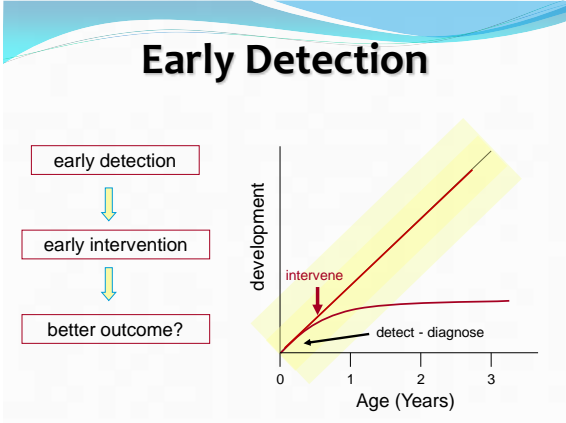 Early Detection
early detection
early intervention
better outcome?
development
intervene
detect - diagnose
0 1 2 3
Age (Years)